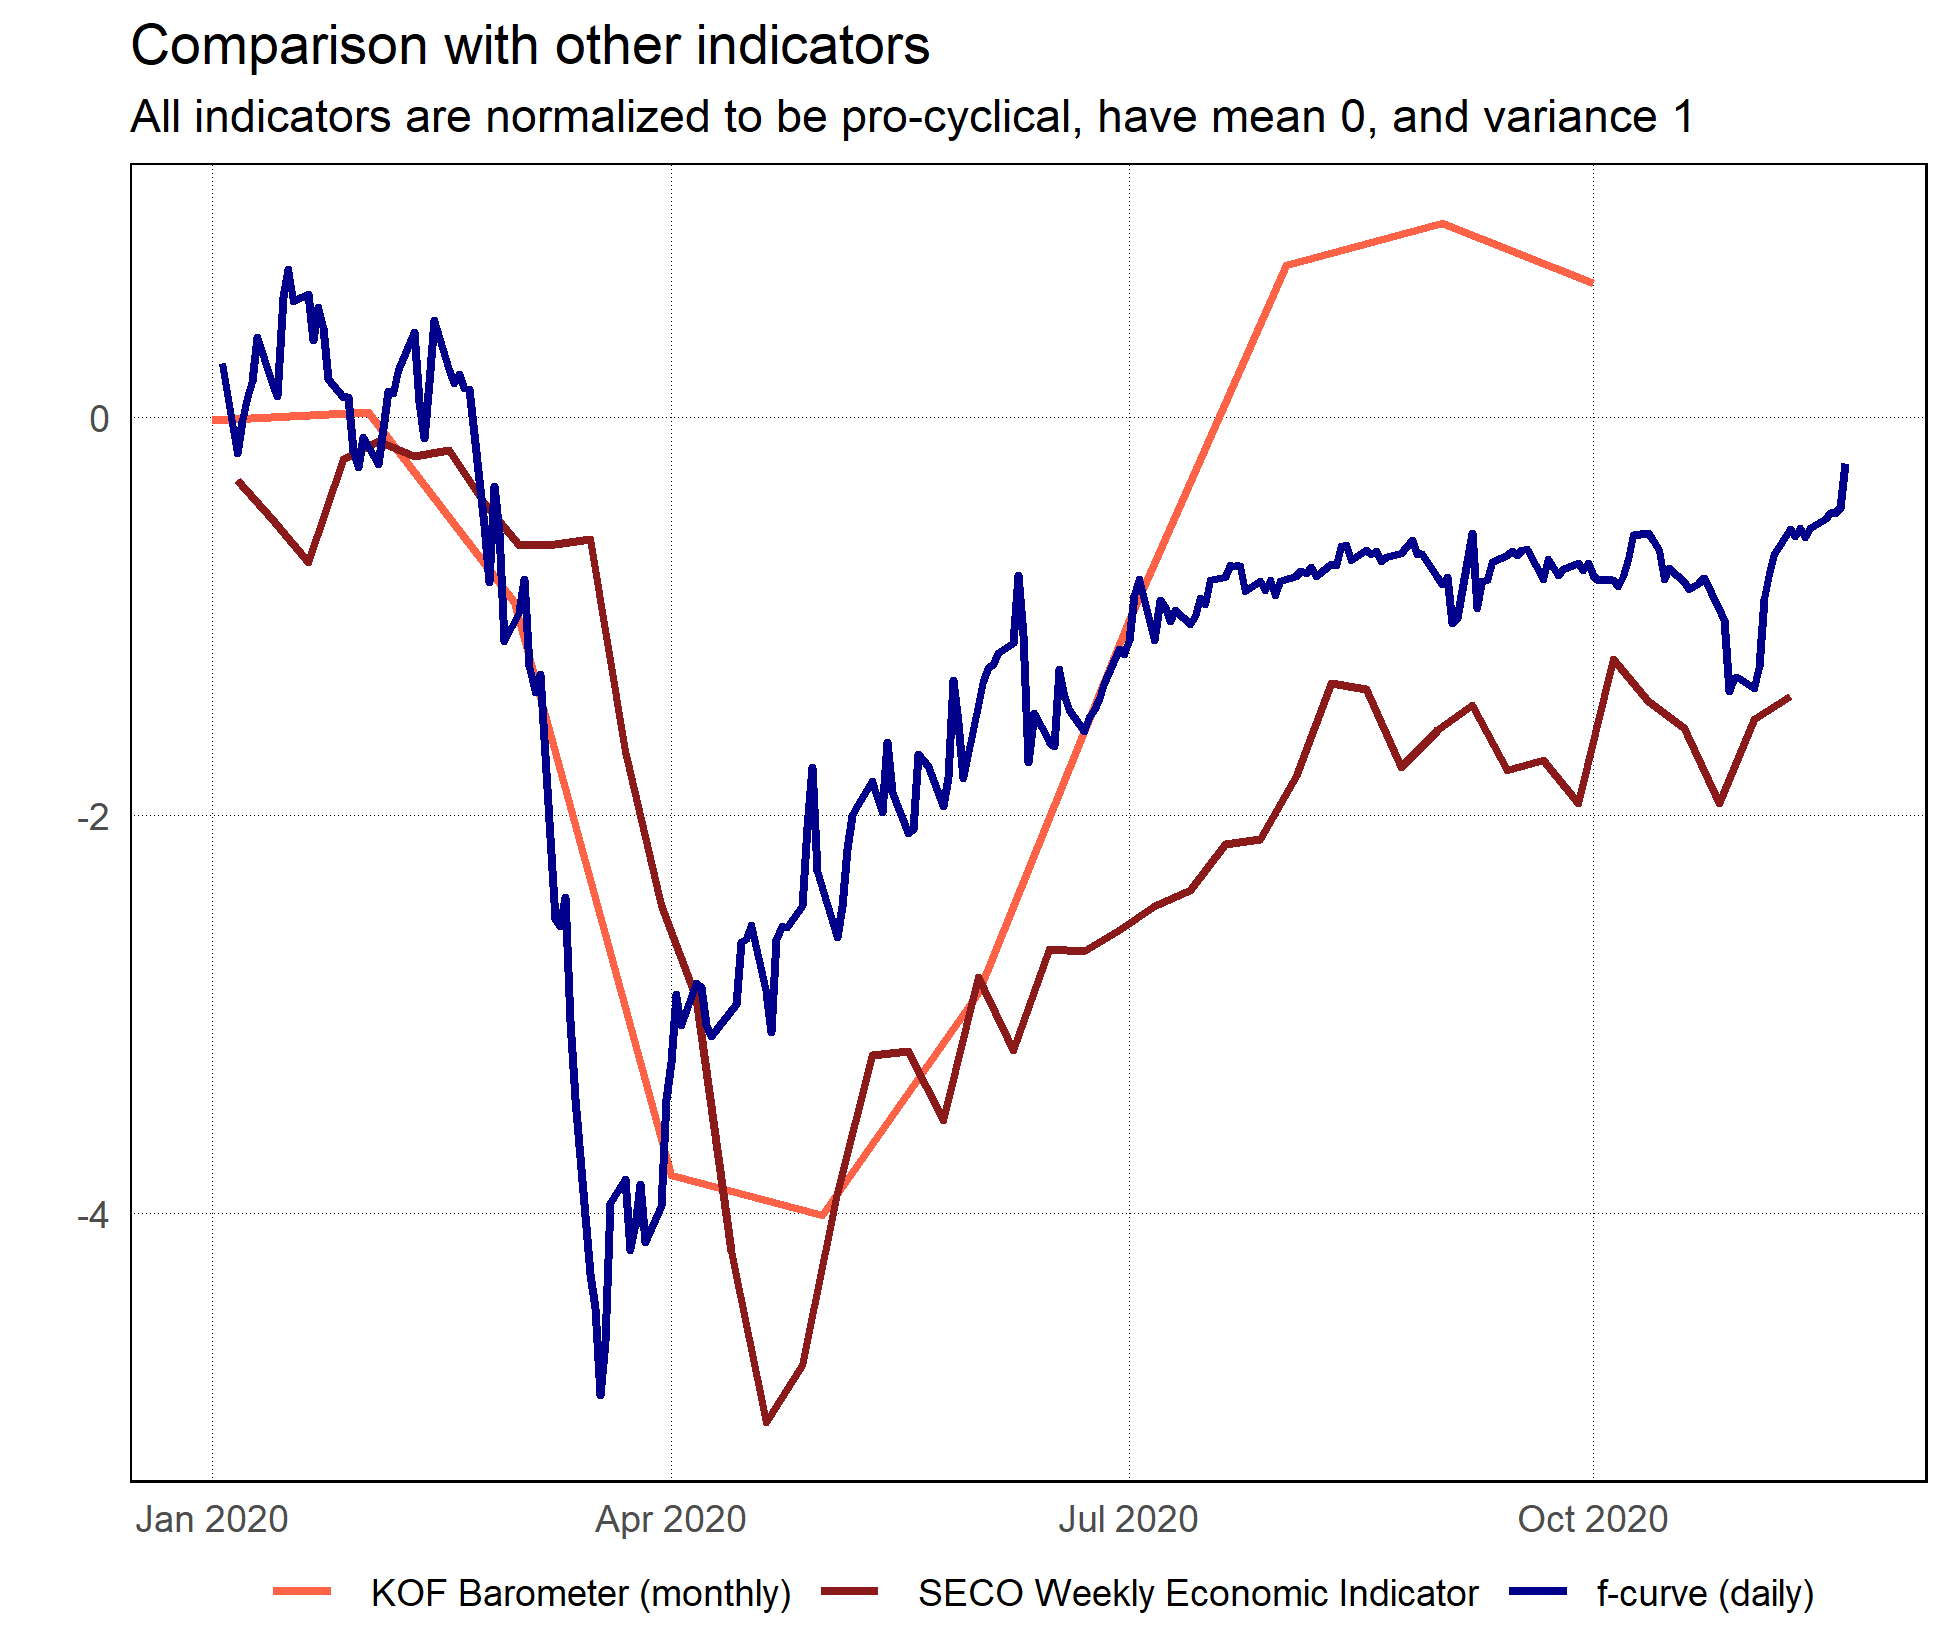 Comparison with other indicators
All indicators are normalized to be pro-cyclical, have mean 0, and variance 1
0
-2
-4
Jan 2020 Apr 2020 Jul 2020 Oct 2020
KOF Barometer (monthly) SECO Weekly Economic Indicator f-curve (daily)